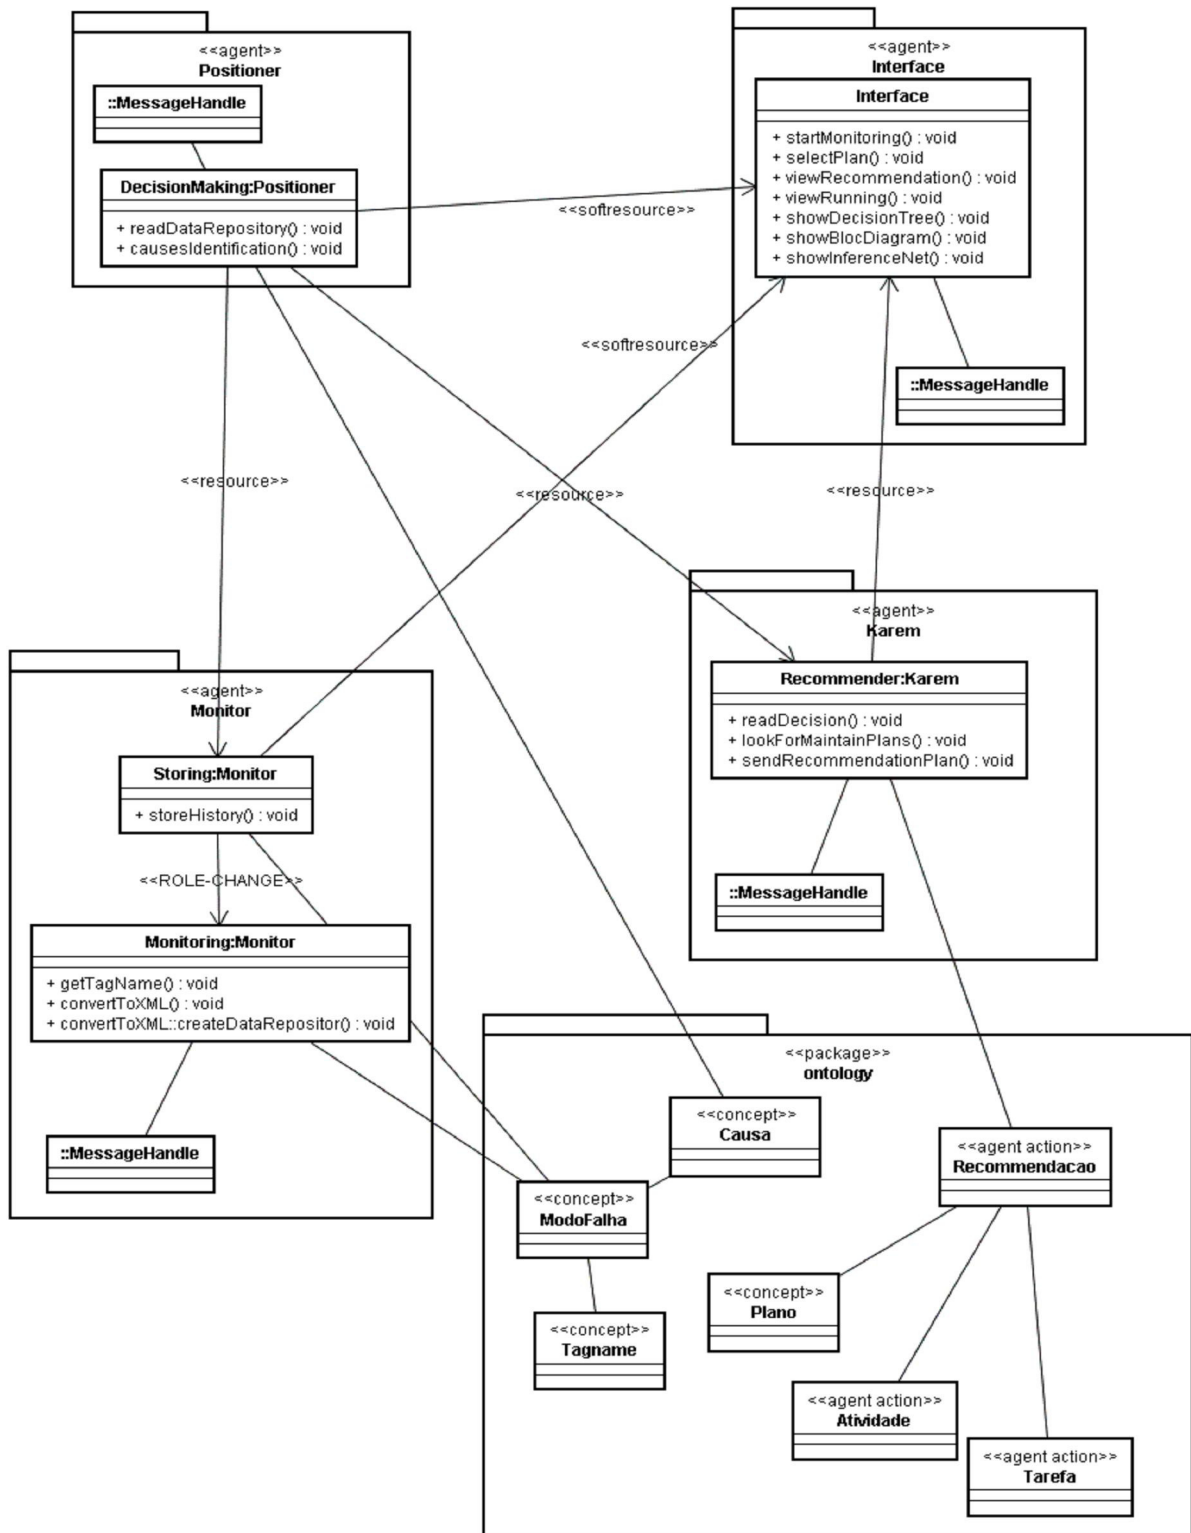 <<agent>>
Positioner
::MessageHandle
DecisionMaking:Positioner
+ readDataRepository() : void
+ causesIdentification() : void
<<agent>>
Interface
Interface
+ startMonitoring() : void
+ selectPlan() : void
+ viewRecommendation() : void
+ viewRunning() : void
+ showDecisionTree() : void
+ showBlocDiagram() : void
+ showInferenceNet() : void
::MessageHandle
<<softresource>>
<<softresource>>
<<resource>>
<<resource>>
<<resource>>
<<agent>>
Karem
Recommender:Karem
+ readDecision() : void
+ lookForMaintainPlans() : void
+ sendRecommendationPlan() : void
::MessageHandle
<<agent>>
Monitor
Storing:Monitor
+ storeHistory() : void
<<ROLE-CHANGE>>
Monitoring:Monitor
+ getTagName() : void
+ convertToXML() : void
+ convertToXML::createDataRepositor() : void
::MessageHandle
<<package>>
ontology
<<concept>>
Causa
<<agent action>>
Recommendacao
<<concept>>
ModoFalha
<<concept>>
Plano
<<concept>>
Tagname
<<agent action>>
Atividade
<<agent action>>
Tarefa